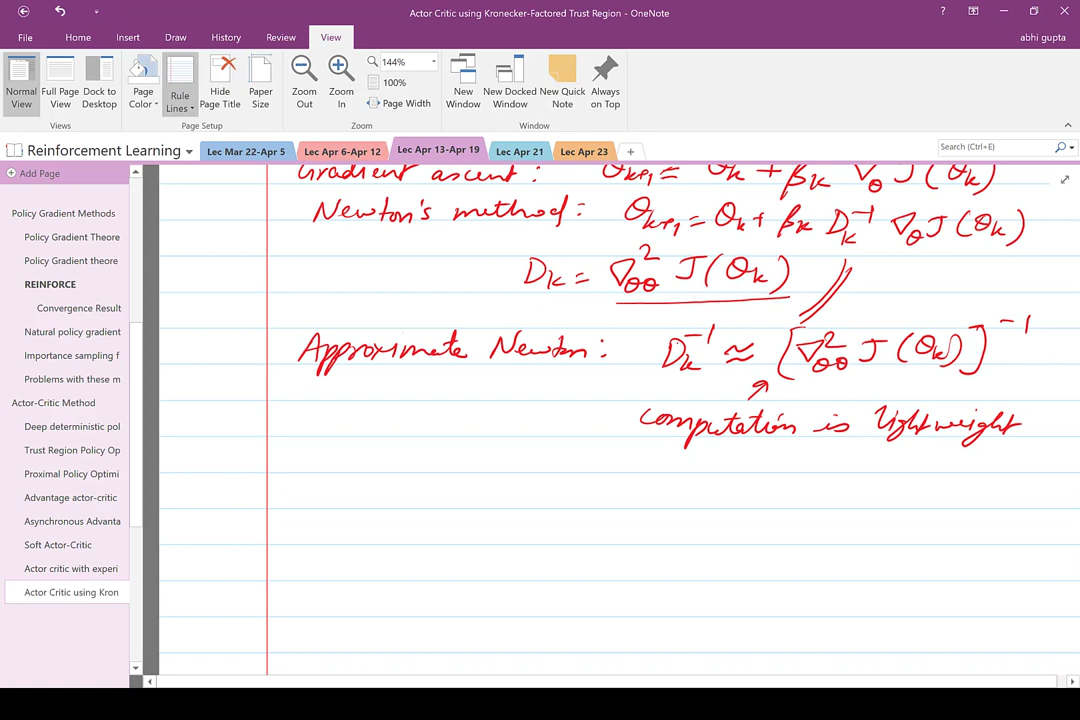 Actor Critic using Kronecker-Factored Trust Region - OneNote
?
File Home Insert Draw History Review View
abhi gupta
Normal View
Full Page View
Dock to Desktop
Page Color
Rule Lines
Hide Page Title
Paper Size
Zoom Out
Zoom In
144%
100%
Page Width
New Window
New Docked Window
New Quick Note
Always on Top
Views Page Setup Zoom Window
Reinforcement Learning
Lec Mar 22-Apr 5 Lec Apr 6-Apr 12 Lec Apr 13-Apr 19 Lec Apr 21 Lec Apr 23 +
Search (Ctrl+E)
Add Page
Policy Gradient Methods
Policy Gradient Theore
Policy Gradient theore
REINFORCE
Convergence Result
Natural policy gradient
Importance sampling f
Problems with these m
Actor-Critic Method
Deep deterministic pol
Trust Region Policy Op
Proximal Policy Optimi
Advantage actor-critic
Asynchronous Advanta
Soft Actor-Critic
Actor critic with experi
Actor Critic using Kron
Gradient ascent : θₖ₊₁ = θₖ + βₖ ∇θ J(θₖ)
Newton's method : θₖ₊₁ = θₖ + βₖ Dₖ⁻¹ ∇θ J(θₖ)
Dₖ = ∇²θθ J(θₖ)
Approximate Newton : Dₖ⁻¹ ≈ [∇²θθ J(θₖ)]⁻¹
computation is lightweight